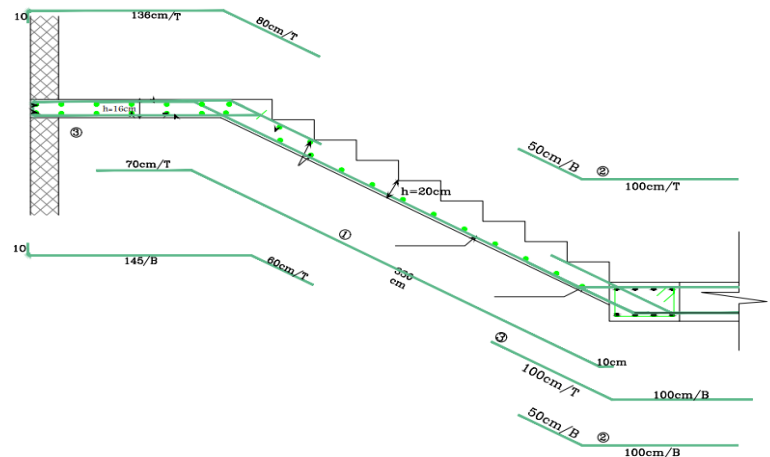 10
136cm/T
80cm/T
h=16cm
③
70cm/T
50cm/B
②
100cm/T
h=20cm
①
10
145/B
60cm/T
330
cm
③
10cm
100cm/T
100cm/B
50cm/B
②
100cm/B